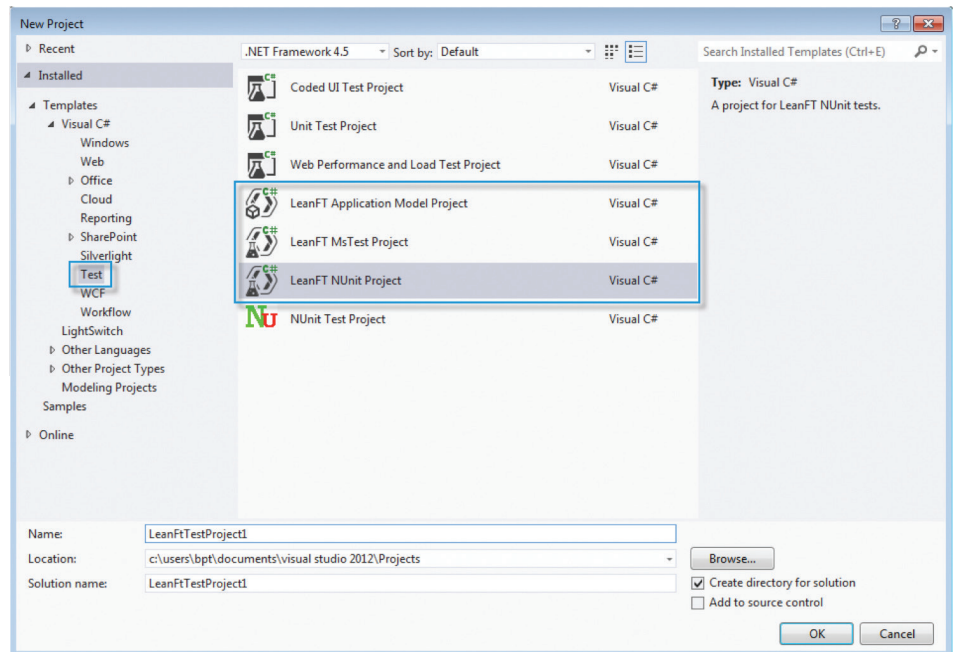 New Project
Recent
.NET Framework 4.5
Sort by: Default
Search Installed Templates (Ctrl+E)
Installed
Templates
Visual C#
Windows
Web
Office
Cloud
Reporting
SharePoint
Silverlight
Test
WCF
Workflow
LightSwitch
Other Languages
Other Project Types
Modeling Projects
Samples
Online
C# Coded UI Test Project Visual C#
C# Unit Test Project Visual C#
C# Web Performance and Load Test Project Visual C#
C# LeanFT Application Model Project Visual C#
C# LeanFT MsTest Project Visual C#
C# LeanFT NUnit Project Visual C#
NU NUnit Test Project Visual C#
Type: Visual C#
A project for LeanFT NUnit tests.
Name: LeanFtTestProject1
Location: c:\users\bpt\documents\visual studio 2012\Projects
Browse...
Solution name: LeanFtTestProject1
Create directory for solution
Add to source control
OK Cancel